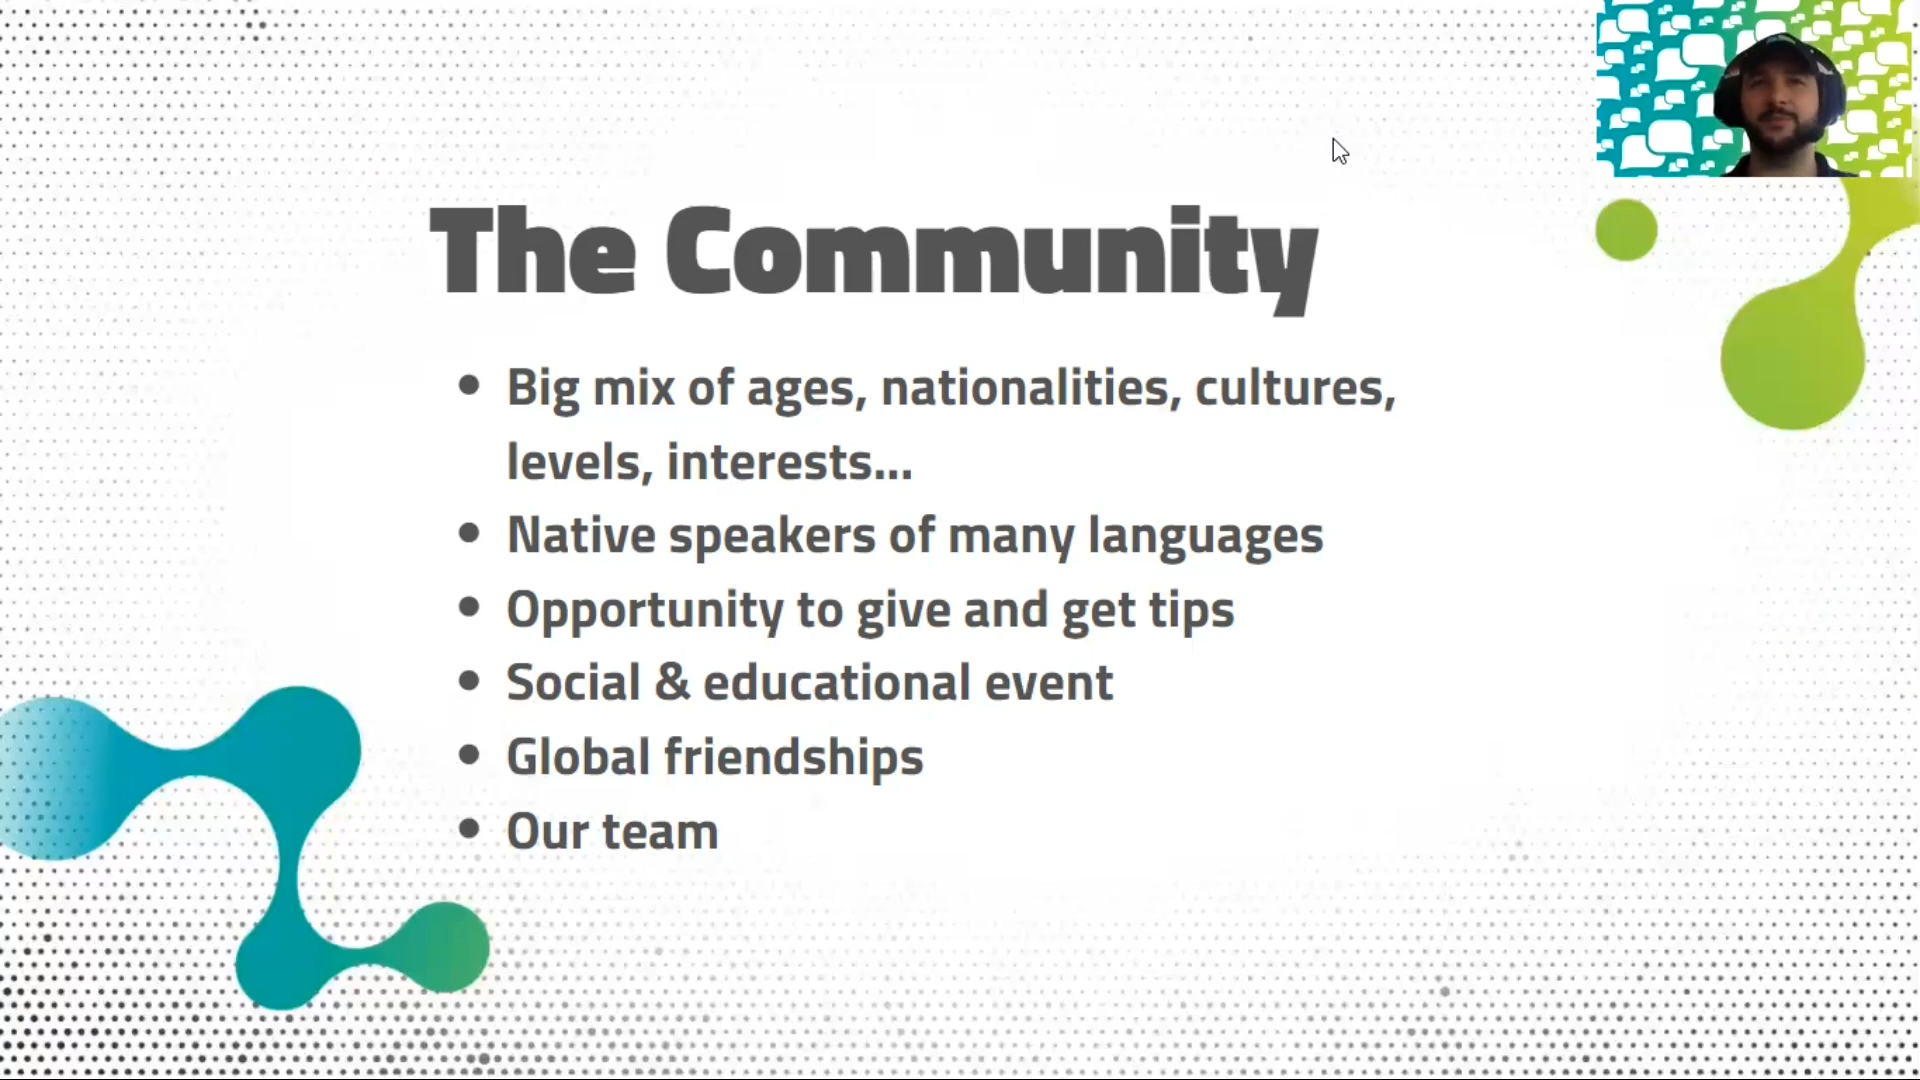 The Community
• Big mix of ages, nationalities, cultures,
levels, interests...
• Native speakers of many languages
• Opportunity to give and get tips
• Social & educational event
• Global friendships
• Our team